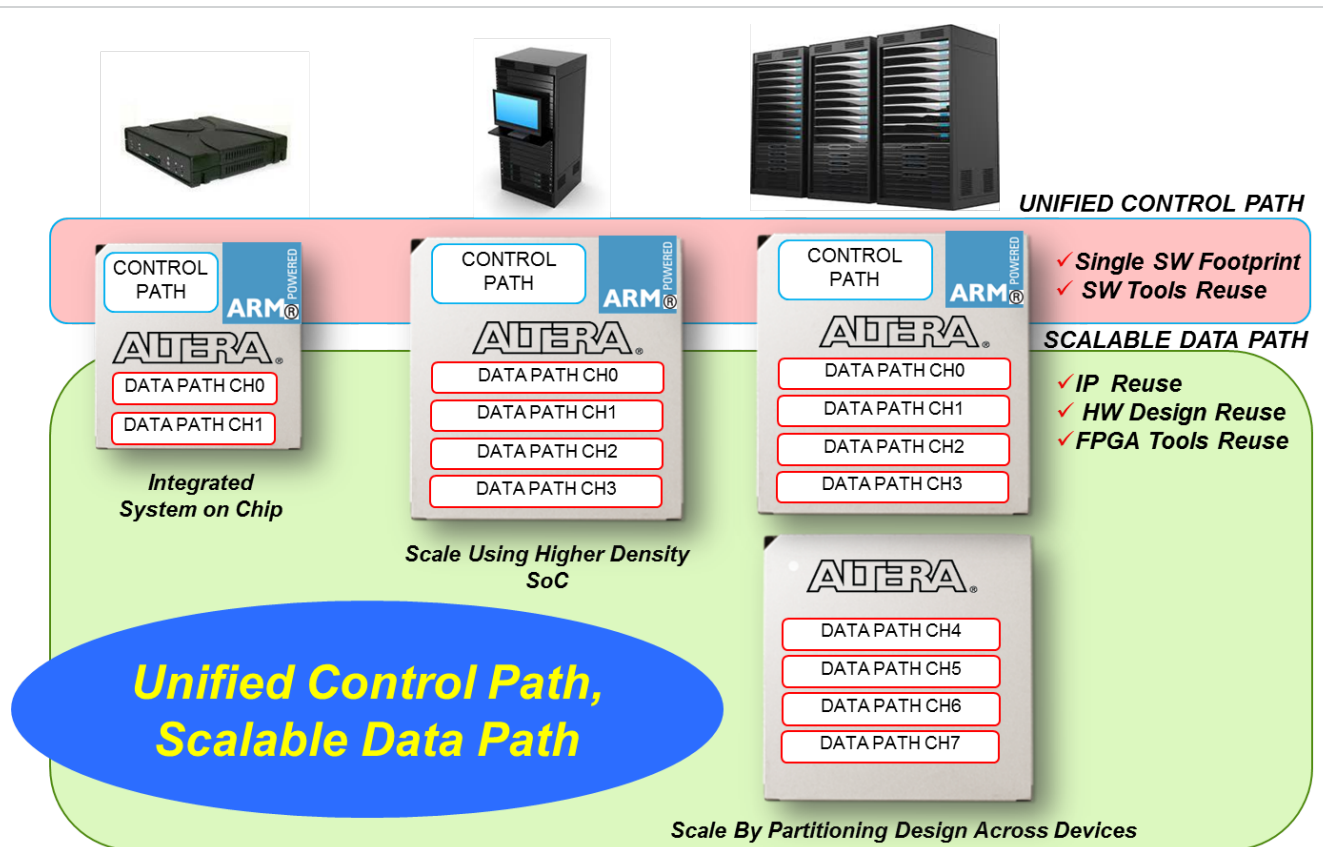 UNIFIED CONTROL PATH
✓Single SW Footprint
✓ SW Tools Reuse
CONTROL
PATH
ARM® POWERED
ALTERA®
DATA PATH CH0
DATA PATH CH1
Integrated
System on Chip
CONTROL
PATH
ARM® POWERED
ALTERA®
DATA PATH CH0
DATA PATH CH1
DATA PATH CH2
DATA PATH CH3
Scale Using Higher Density
SoC
CONTROL
PATH
ARM® POWERED
ALTERA®
DATA PATH CH0
DATA PATH CH1
DATA PATH CH2
DATA PATH CH3
SCALABLE DATA PATH
✓IP Reuse
✓ HW Design Reuse
✓FPGA Tools Reuse
ALTERA®
DATA PATH CH4
DATA PATH CH5
DATA PATH CH6
DATA PATH CH7
Unified Control Path,
Scalable Data Path
Scale By Partitioning Design Across Devices